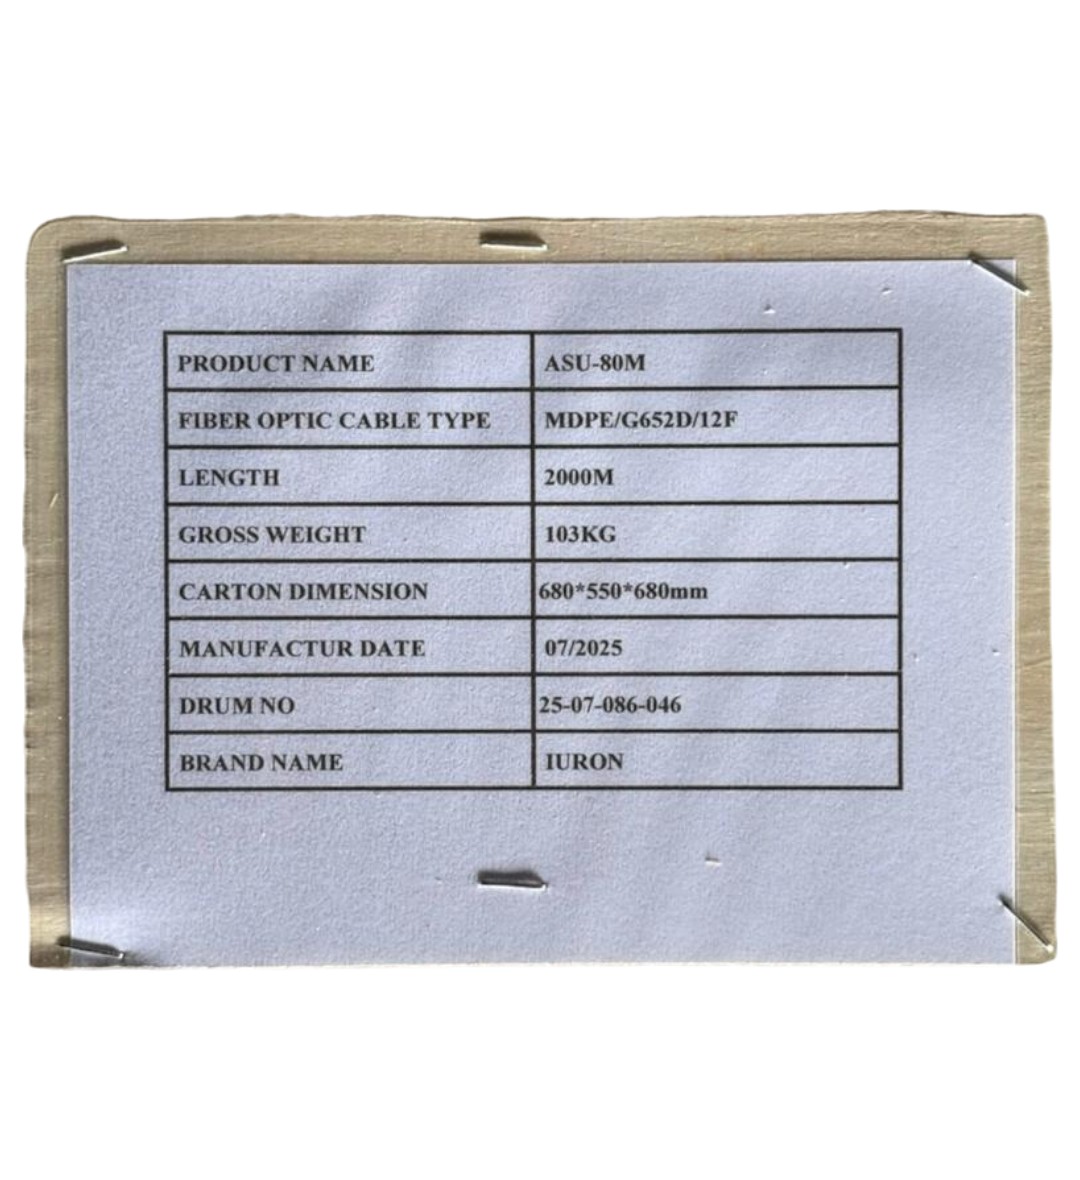 PRODUCT NAME ASU-80M
FIBER OPTIC CABLE TYPE MDPE/G652D/12F
LENGTH 2000M
GROSS WEIGHT 103KG
CARTON DIMENSION 680*550*680mm
MANUFACTUR DATE 07/2025
DRUM NO 25-07-086-046
BRAND NAME IURON